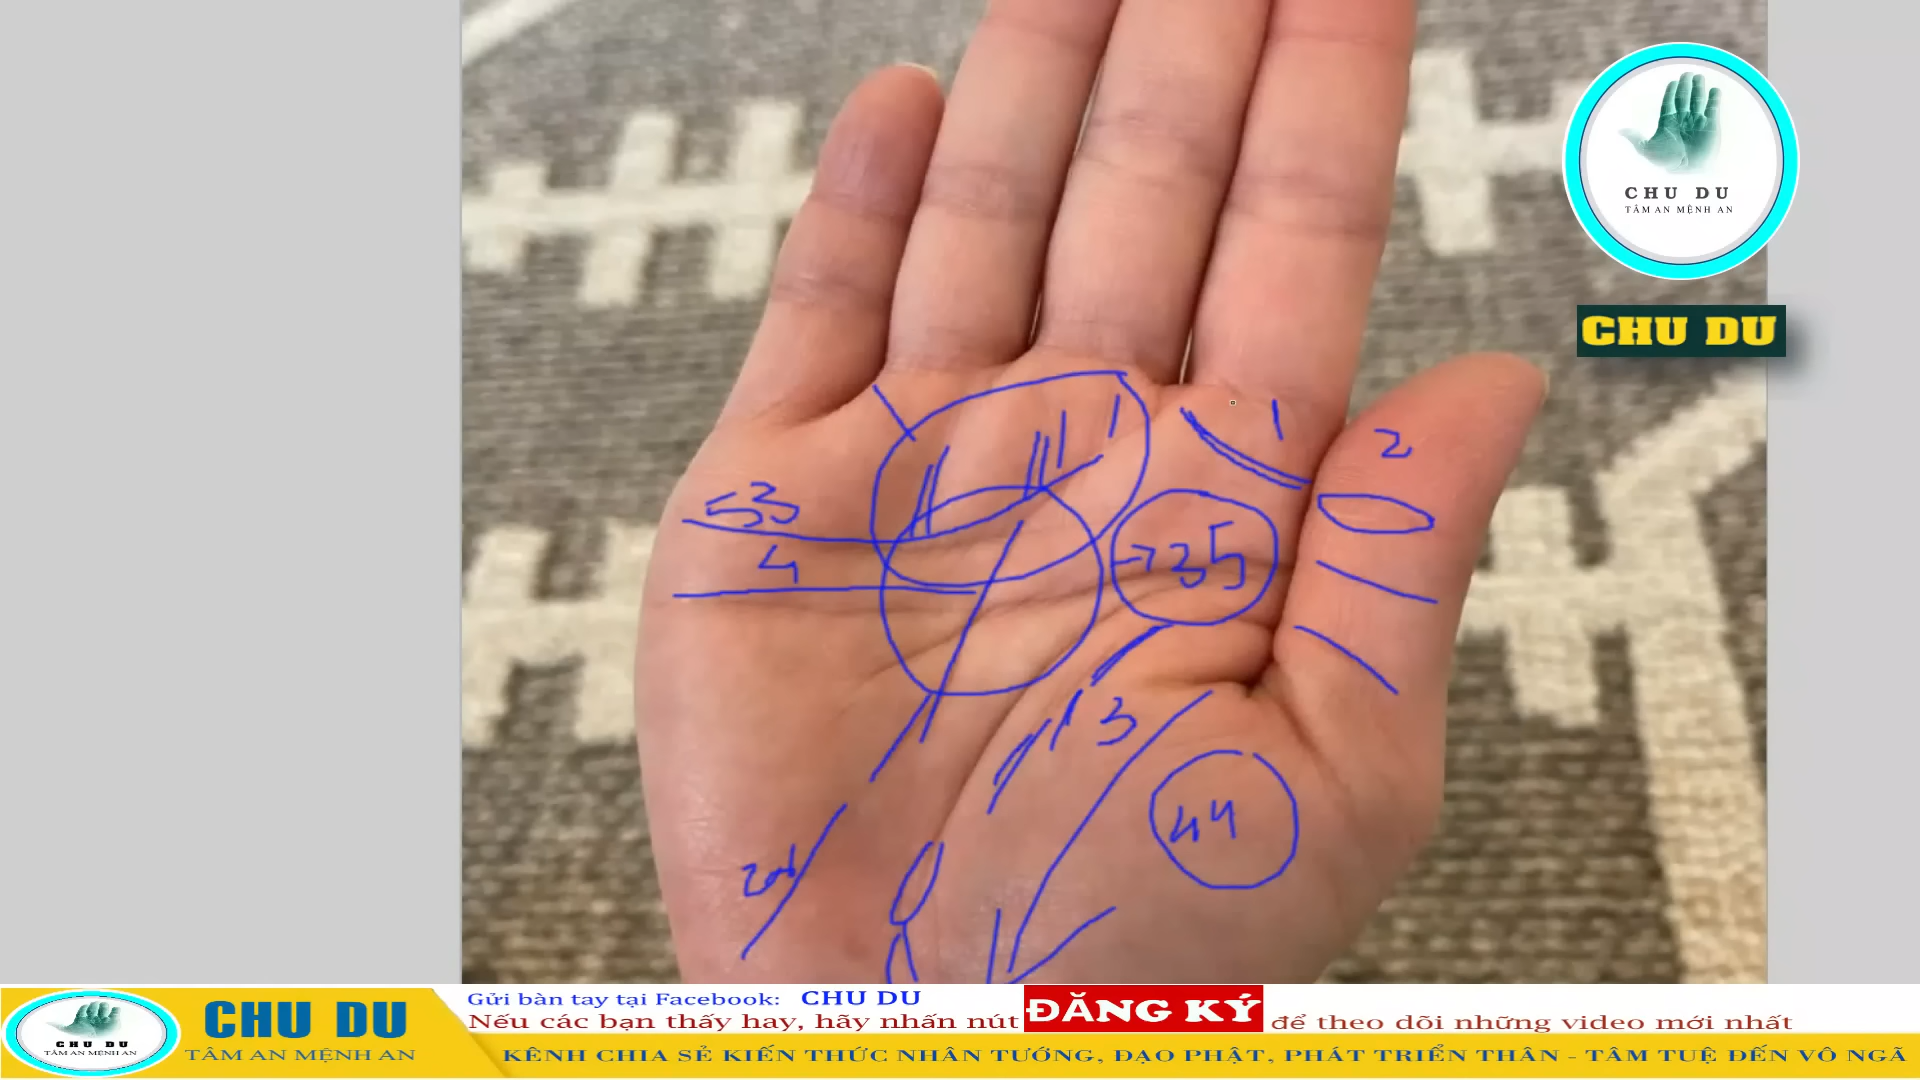 CHU DU
TÂM AN MỆNH AN
CHU DU
1
2
53
4
35
3
44
CHU DU
TÂM AN MỆNH AN
CHU DU
TÂM AN MỆNH AN
Gửi bàn tay tại Facebook: CHU DU
Nếu các bạn thấy hay, hãy nhấn nút ĐĂNG KÝ để theo dõi những video mới nhất
KÊNH CHIA SẺ KIẾN THỨC NHÂN TƯỚNG, ĐẠO PHẬT, PHÁT TRIỂN THÂN - TÂM TUỆ ĐẾN VÔ NGÃ